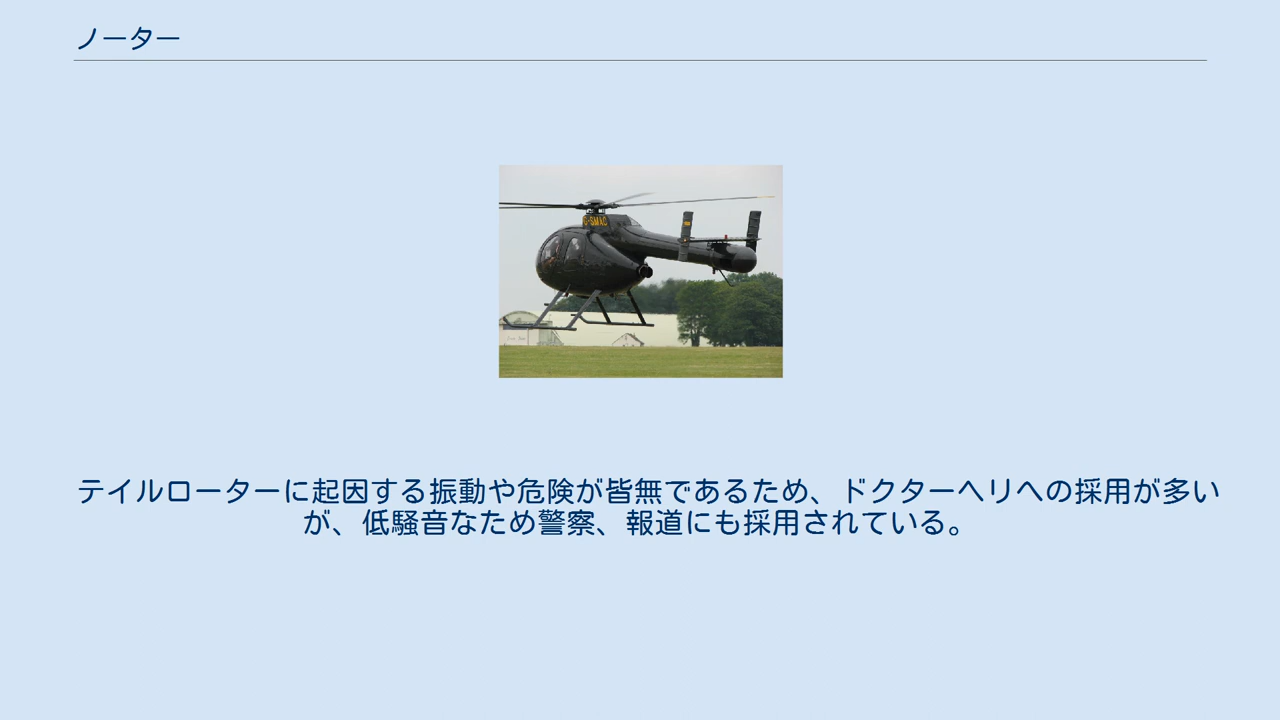 ノーター
G-SMAC
テイルローターに起因する振動や危険が皆無であるため、ドクターヘリへの採用が多い
が、低騒音なため警察、報道にも採用されている。